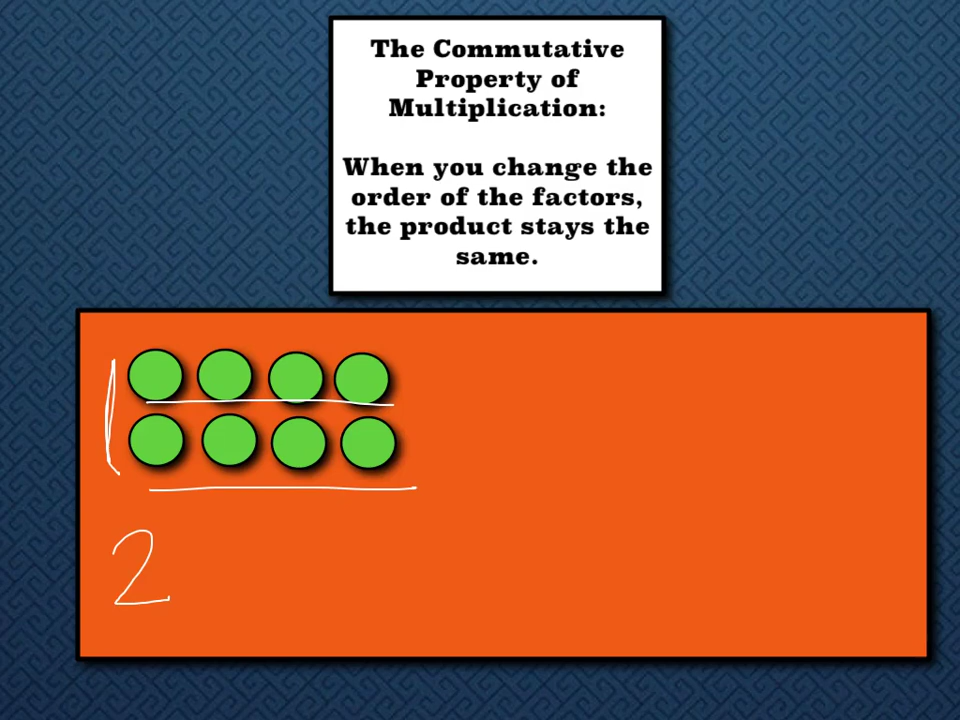 The Commutative
Property of
Multiplication:
When you change the
order of the factors,
the product stays the
same.
2